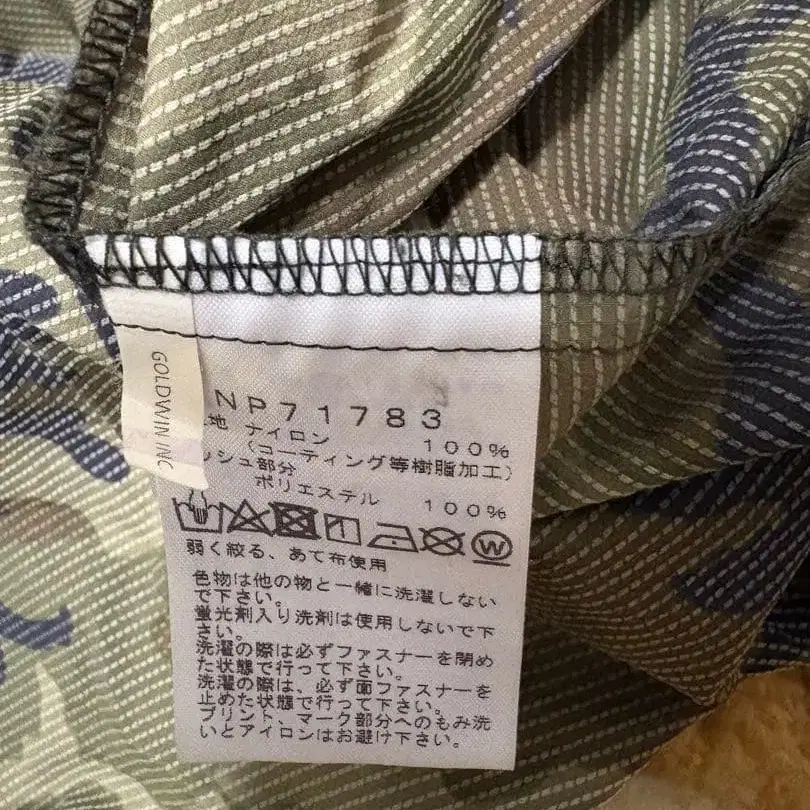 GOLDWIN INC
NP71783
地 ナイロン 100%
(コーティング等樹脂加工)
ッシュ部分
ポリエステル 100%
W
弱く絞る、あて布使用
色物は他の物と一緒に洗濯しない
で下さい。
蛍光剤入り洗剤は使用しないで下
さい。
洗濯の際は必ずファスナーを閉め
た状態で行って下さい。
洗濯の際は、必ず面ファスナーを
止めた状態で行って下さい。
プリント、マーク部分へのもみ洗
いとアイロンはお避け下さい。